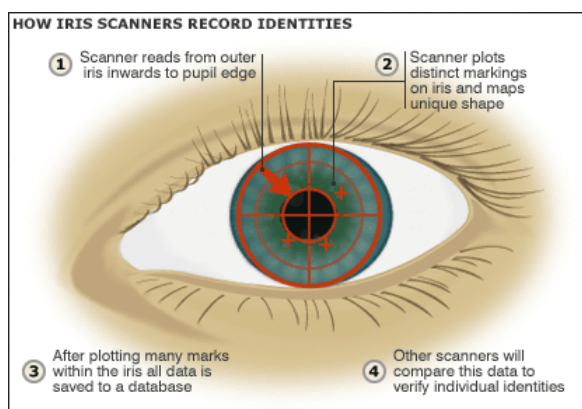 HOW IRIS SCANNERS RECORD IDENTITIES
1 Scanner reads from outer
iris inwards to pupil edge
2 Scanner plots
distinct markings
on iris and maps
unique shape
3 After plotting many marks
within the iris all data is
saved to a database
4 Other scanners will
compare this data to
verify individual identities